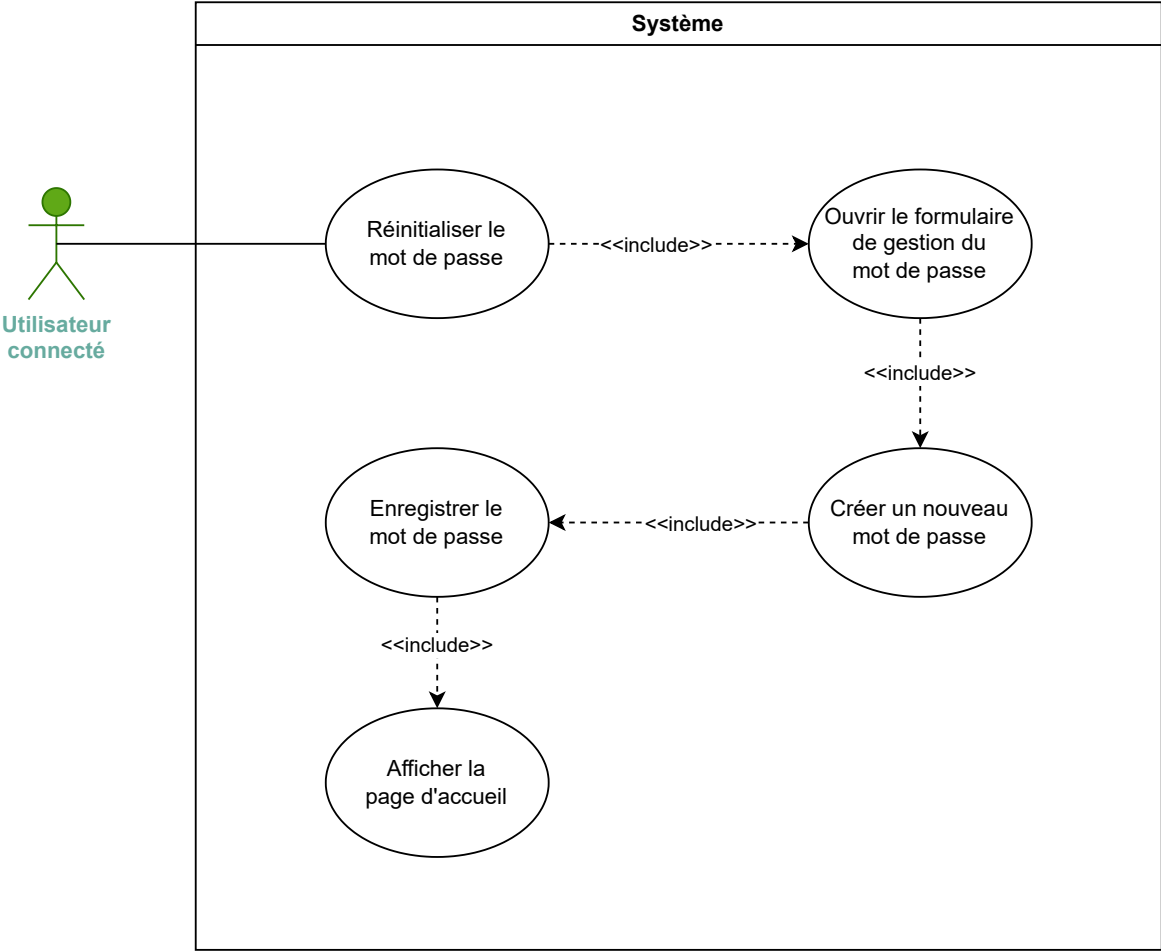 Système
Utilisateur
connecté
Réinitialiser le
mot de passe
<<include>>
Ouvrir le formulaire
de gestion du
mot de passe
<<include>>
Créer un nouveau
mot de passe
<<include>>
Enregistrer le
mot de passe
<<include>>
Afficher la
page d'accueil